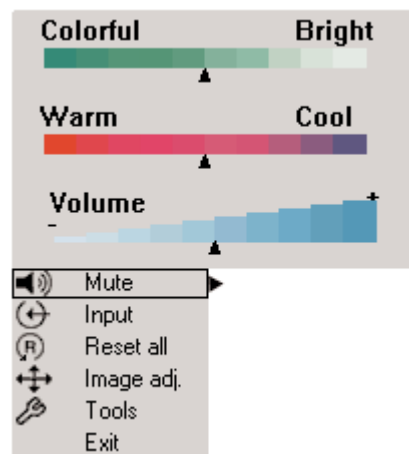 Colorful Bright
Warm Cool
Volume
- +
Mute
Input
Reset all
Image adj.
Tools
Exit